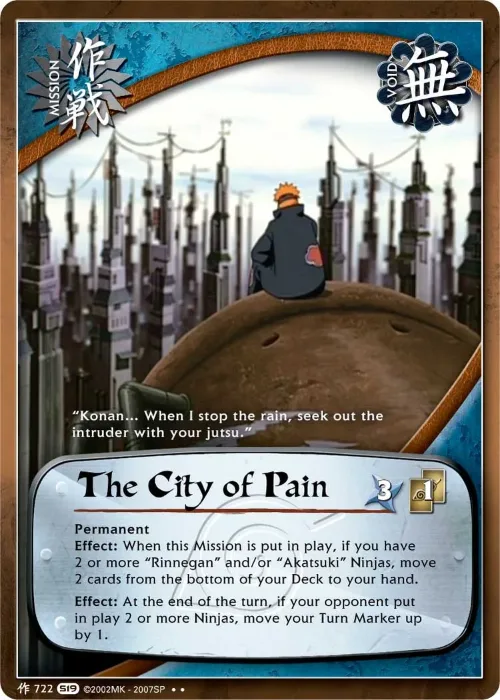 MISSION
作戦
VOID
無
"Konan... When I stop the rain, seek out the
intruder with your jutsu."
The City of Pain
3
1
Permanent
Effect: When this Mission is put in play, if you have
2 or more "Rinnegan" and/or "Akatsuki" Ninjas, move
2 cards from the bottom of your Deck to your hand.
Effect: At the end of the turn, if your opponent put
in play 2 or more Ninjas, move your Turn Marker up
by 1.
作 722 S19 ©2002MK - 2007SP ••